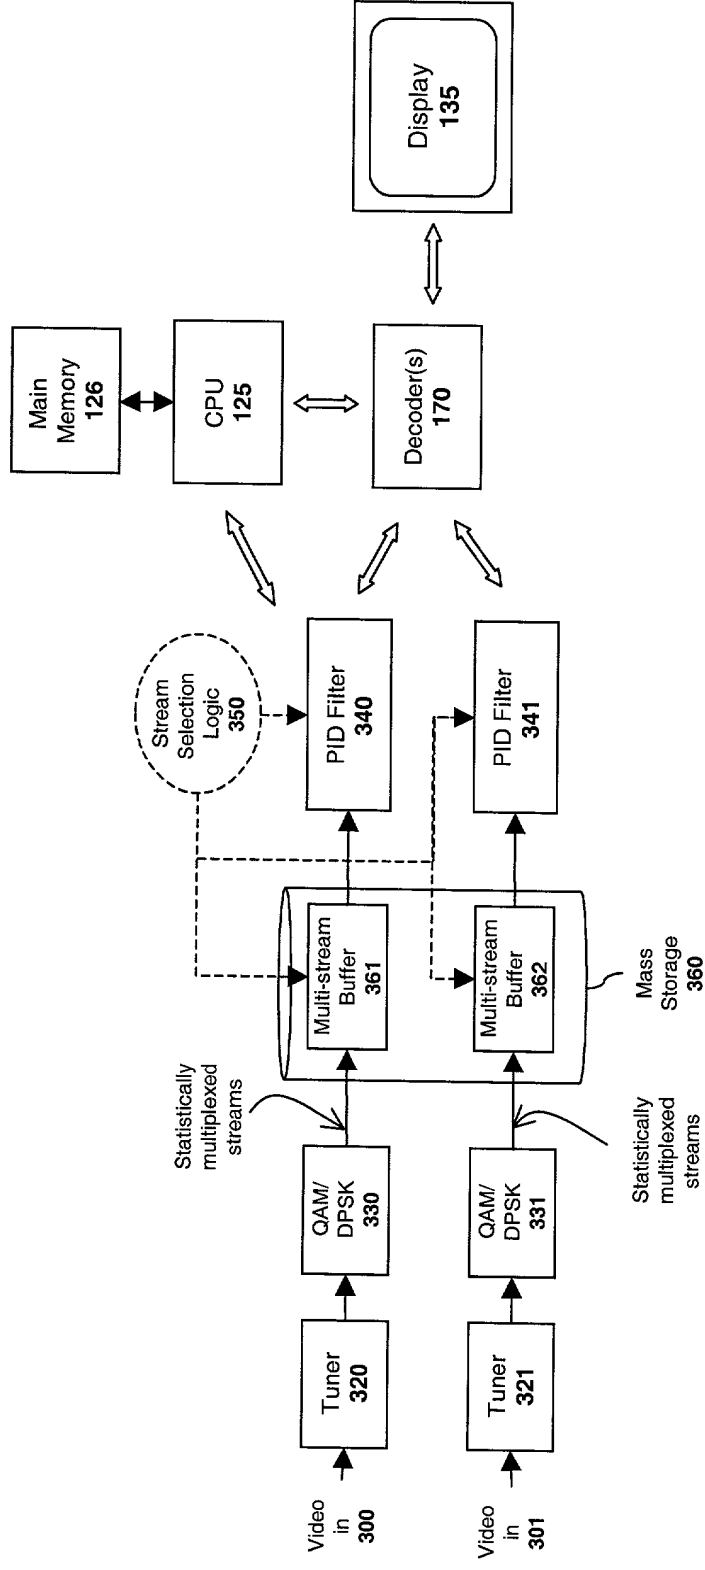 Main
Memory
126
CPU
125
Decoder(s)
170
Display
135
Stream
Selection
Logic
350
PID Filter
340
PID Filter
341
Multi-stream
Buffer
361
Multi-stream
Buffer
362
Mass
Storage
360
Statistically
multiplexed
streams
Statistically
multiplexed
streams
QAM/
DPSK
330
QAM/
DPSK
331
Tuner
320
Tuner
321
Video
in
300
Video
in
301